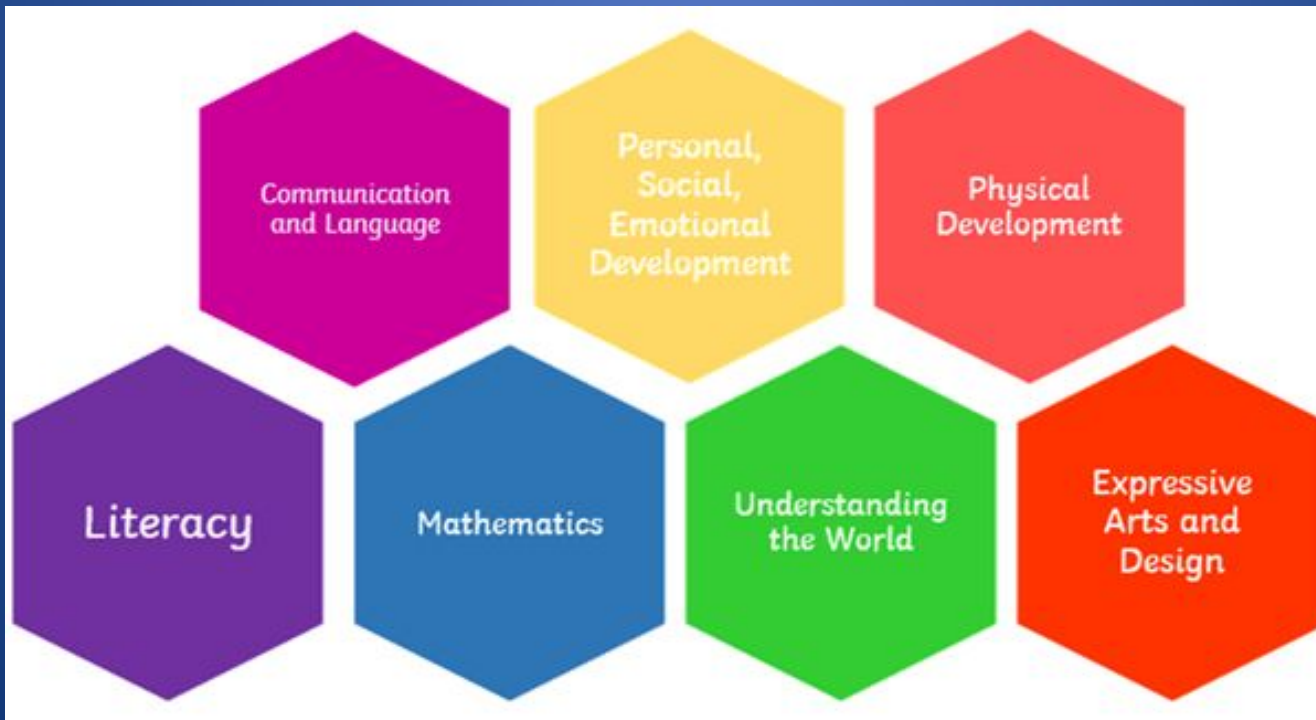 Communication
and Language
Personal,
Social,
Emotional
Development
Physical
Development
Literacy
Mathematics
Understanding
the World
Expressive
Arts and
Design